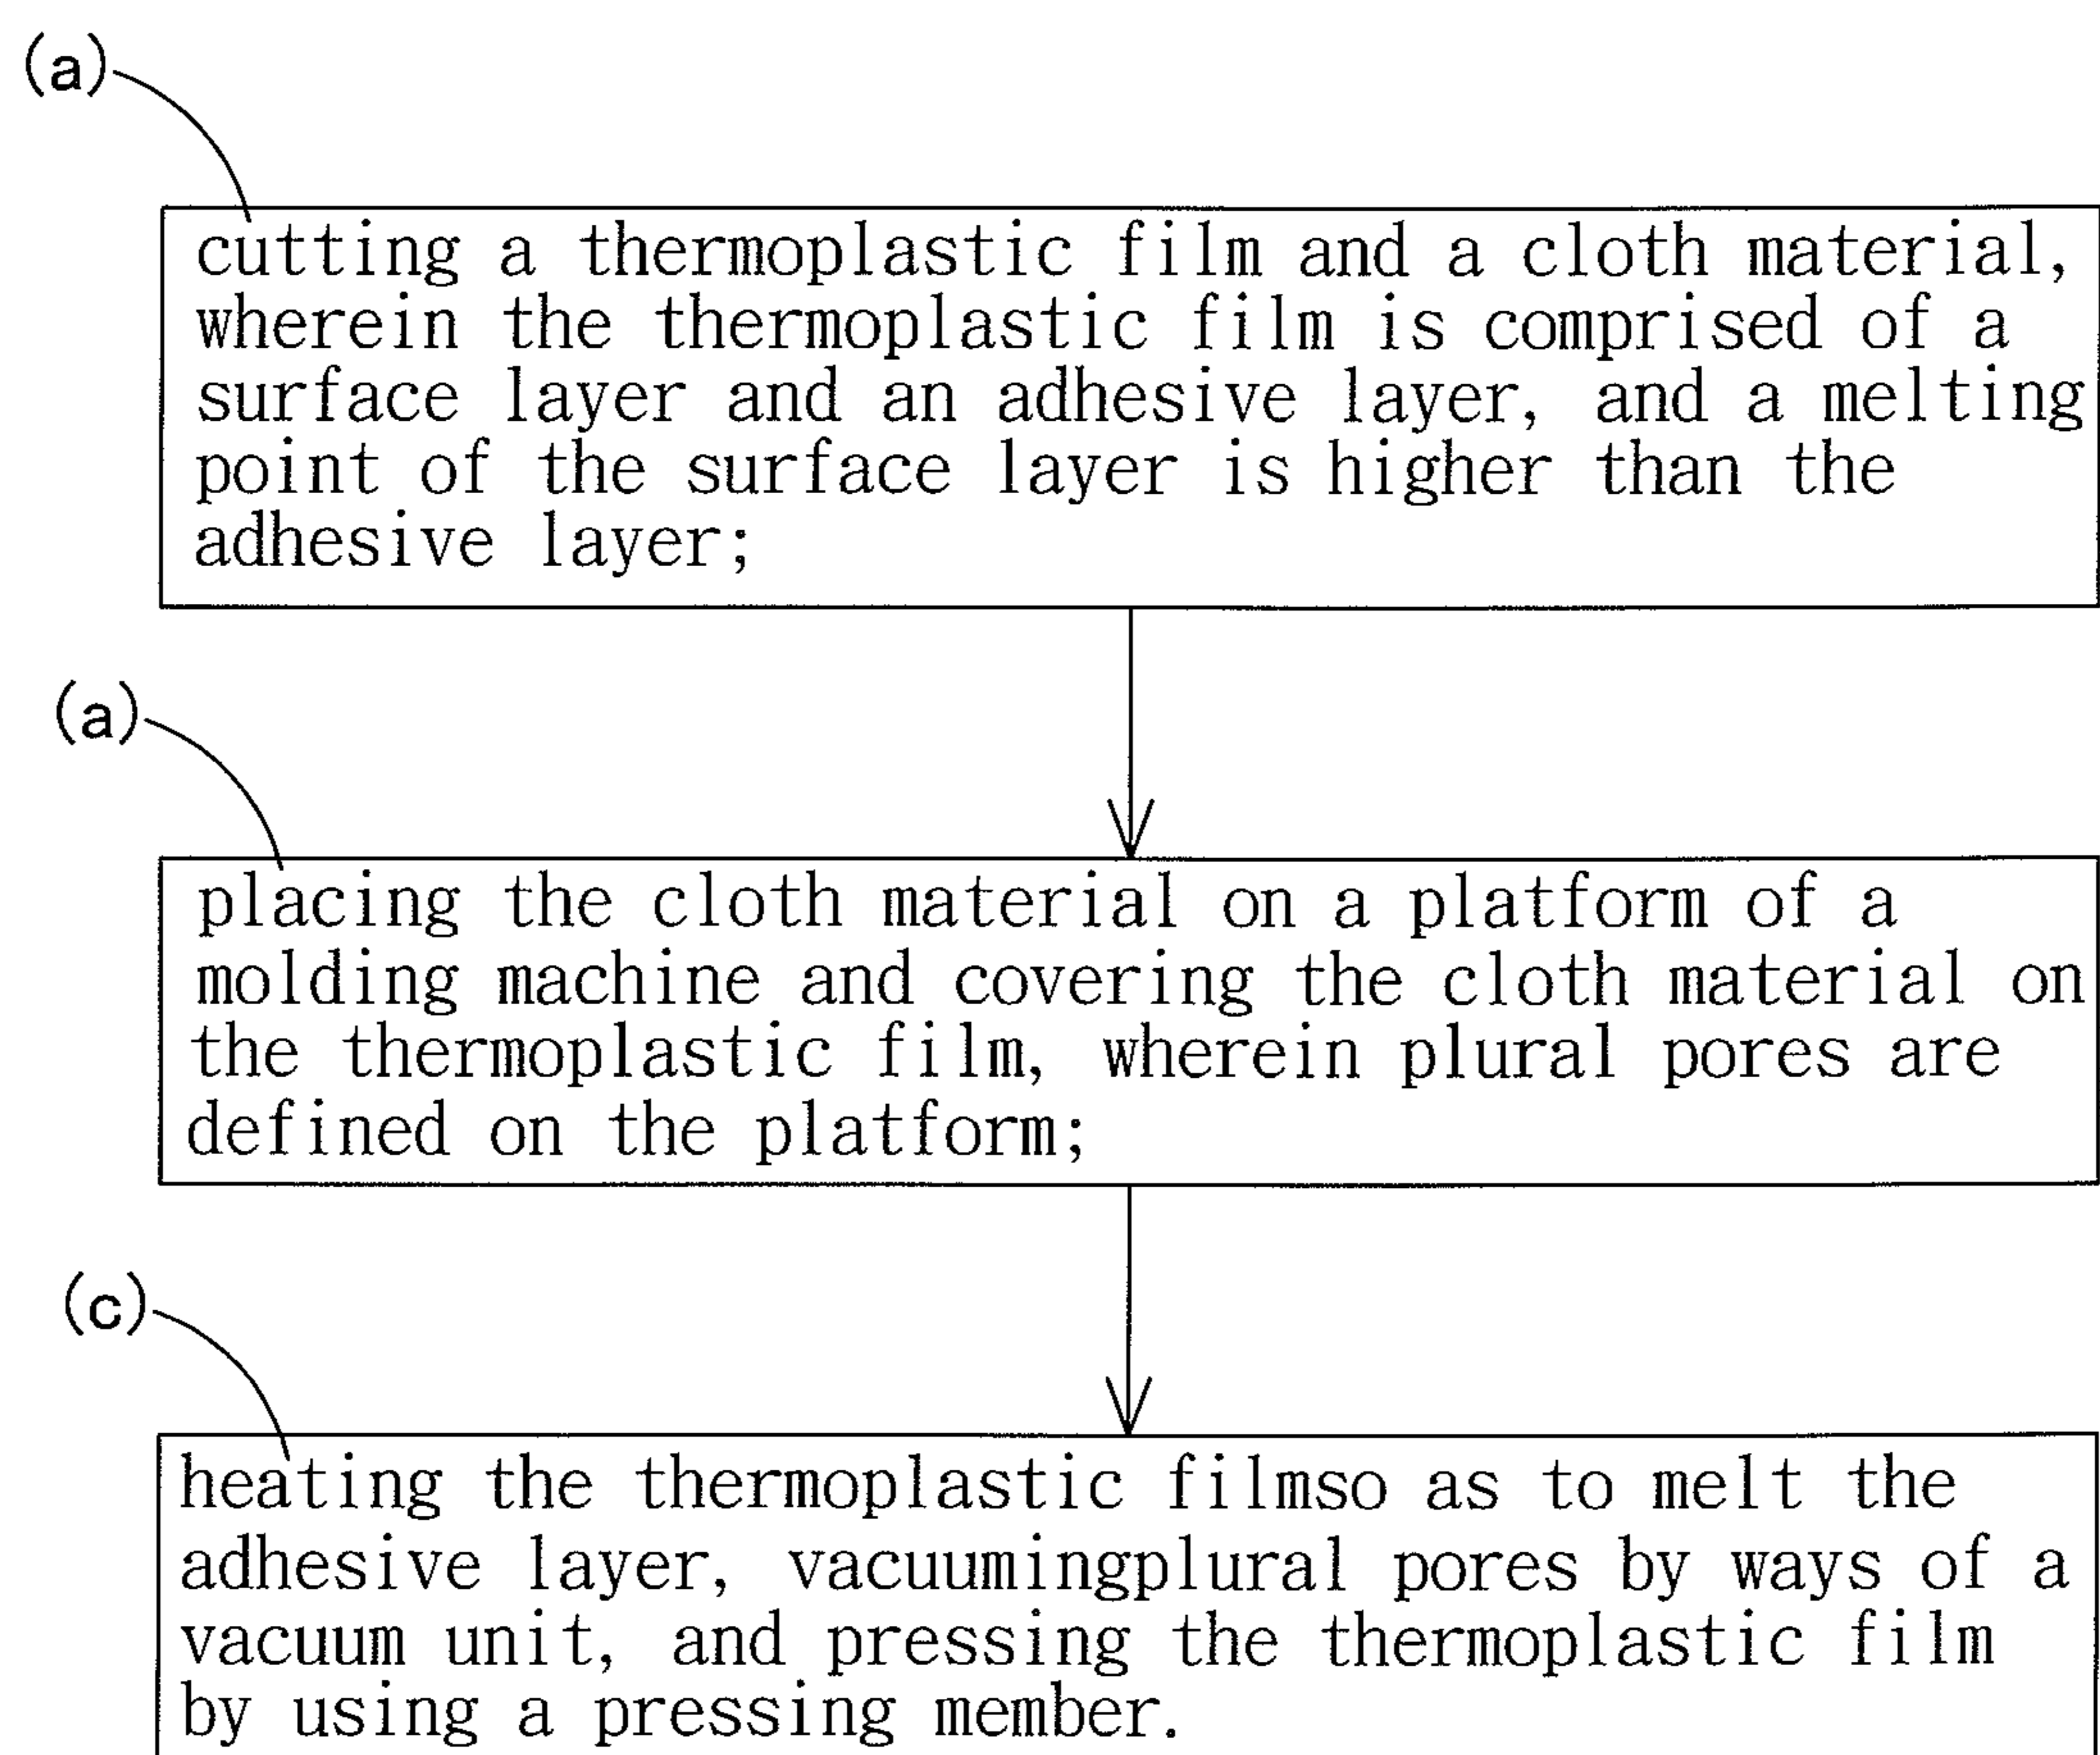 (a)
cutting a thermoplastic film and a cloth material,
wherein the thermoplastic film is comprised of a
surface layer and an adhesive layer, and a melting
point of the surface layer is higher than the
adhesive layer;
(a)
placing the cloth material on a platform of a
molding machine and covering the cloth material on
the thermoplastic film, wherein plural pores are
defined on the platform;
(c)
heating the thermoplastic filmso as to melt the
adhesive layer, vacuumingplural pores by ways of a
vacuum unit, and pressing the thermoplastic film
by using a pressing member.